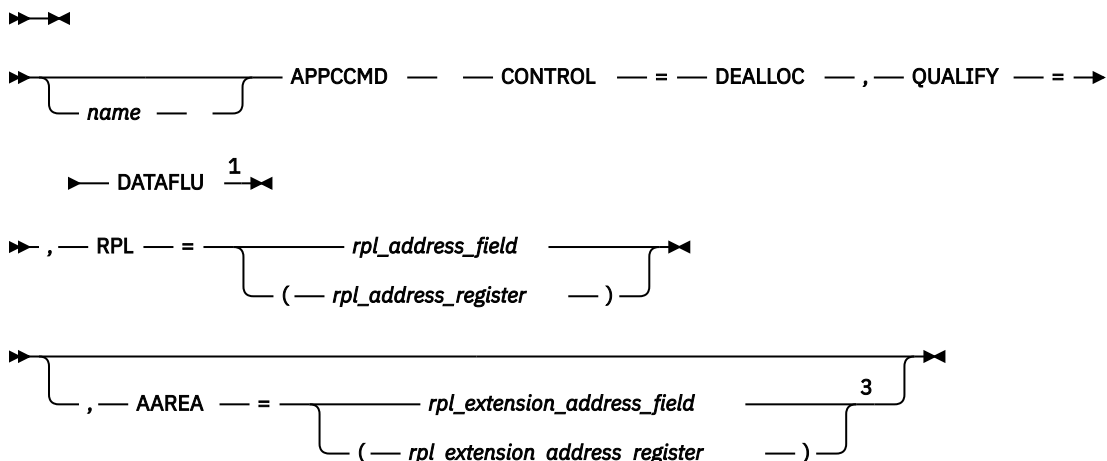 APPCCMD CONTROL = DEALLOC , QUALIFY =
name
DATAFLU 1
, RPL = rpl_address_field
( rpl_address_register )
, AAREA = rpl_extension_address_field 3
( rpl_extension_address_register )